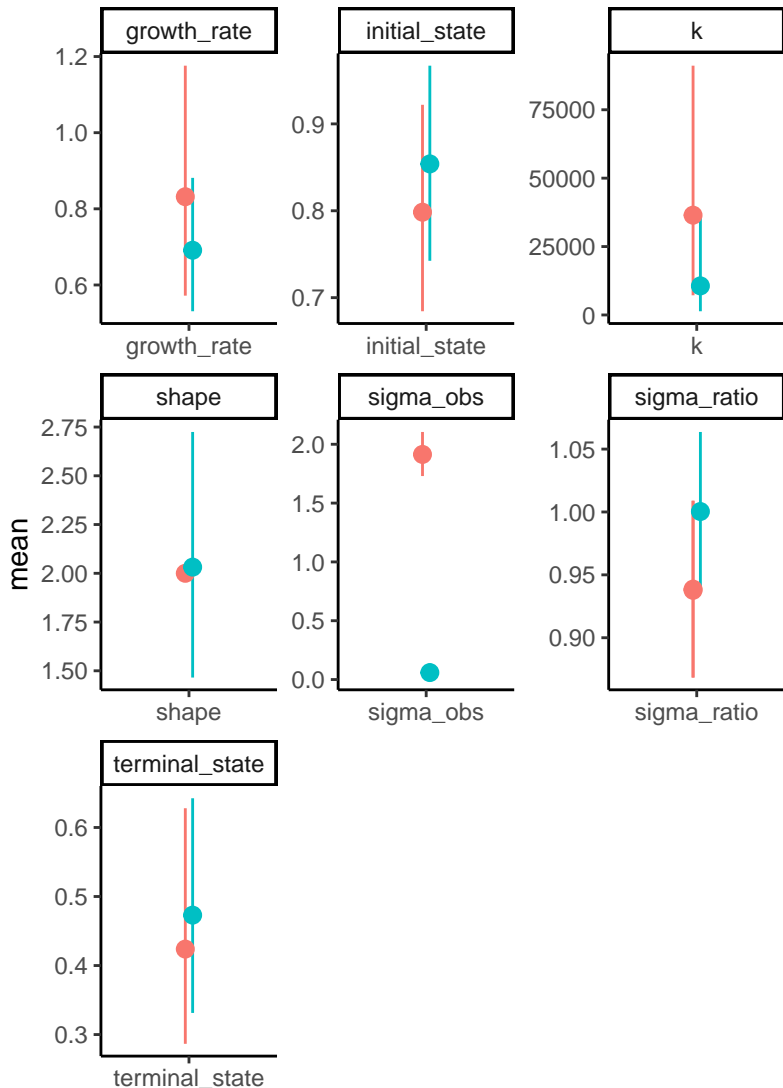 growth_rate
initial_state
k
1.2
1.0
0.8
0.6
0.9
0.8
0.7
75000
50000
25000
0
growth_rate
initial_state
k
shape
sigma_obs
sigma_ratio
mean
2.75
2.50
2.25
2.00
1.75
1.50
2.0
1.5
1.0
0.5
0.0
1.05
1.00
0.95
0.90
shape
sigma_obs
sigma_ratio
terminal_state
0.6
0.5
0.4
0.3
terminal_state